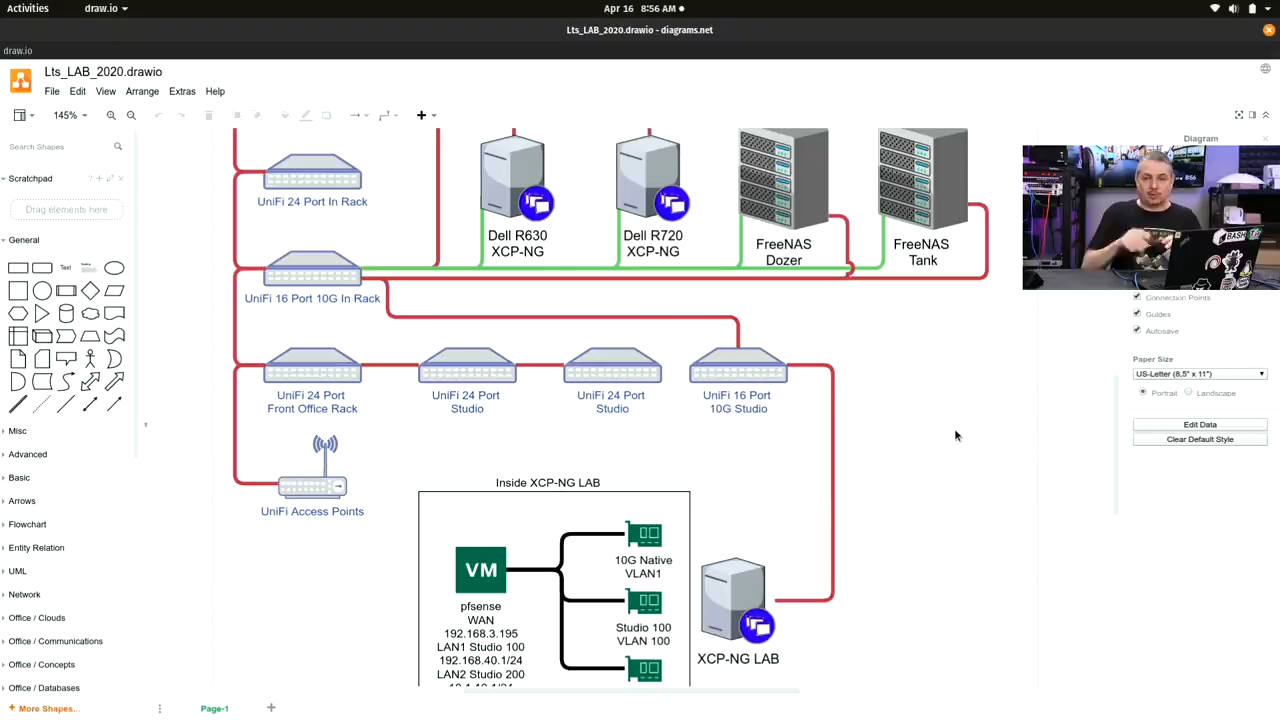 Activities
draw.io
Apr 16 8:56 AM
Lts_LAB_2020.drawio - diagrams.net
draw.io
Lts_LAB_2020.drawio
File Edit View Arrange Extras Help
145%
Search Shapes
Scratchpad
Drag elements here
General
Text
Misc
Advanced
Basic
Arrows
Flowchart
Entity Relation
UML
Network
Office / Clouds
Office / Communications
Office / Concepts
Office / Databases
+ More Shapes...
Page-1
UniFi 24 Port In Rack
Dell R630
XCP-NG
Dell R720
XCP-NG
FreeNAS
Dozer
FreeNAS
Tank
UniFi 16 Port 10G In Rack
UniFi 24 Port
Front Office Rack
UniFi 24 Port
Studio
UniFi 24 Port
Studio
UniFi 16 Port
10G Studio
UniFi Access Points
Inside XCP-NG LAB
VM
pfsense
WAN
192.168.3.195
LAN1 Studio 100
192.168.40.1/24
LAN2 Studio 200
10G Native
VLAN1
Studio 100
VLAN 100
XCP-NG LAB
Diagram
8:56
BASH
Connection Points
Guides
Autosave
Paper Size
US-Letter (8,5" x 11")
Portrait Landscape
Edit Data
Clear Default Style